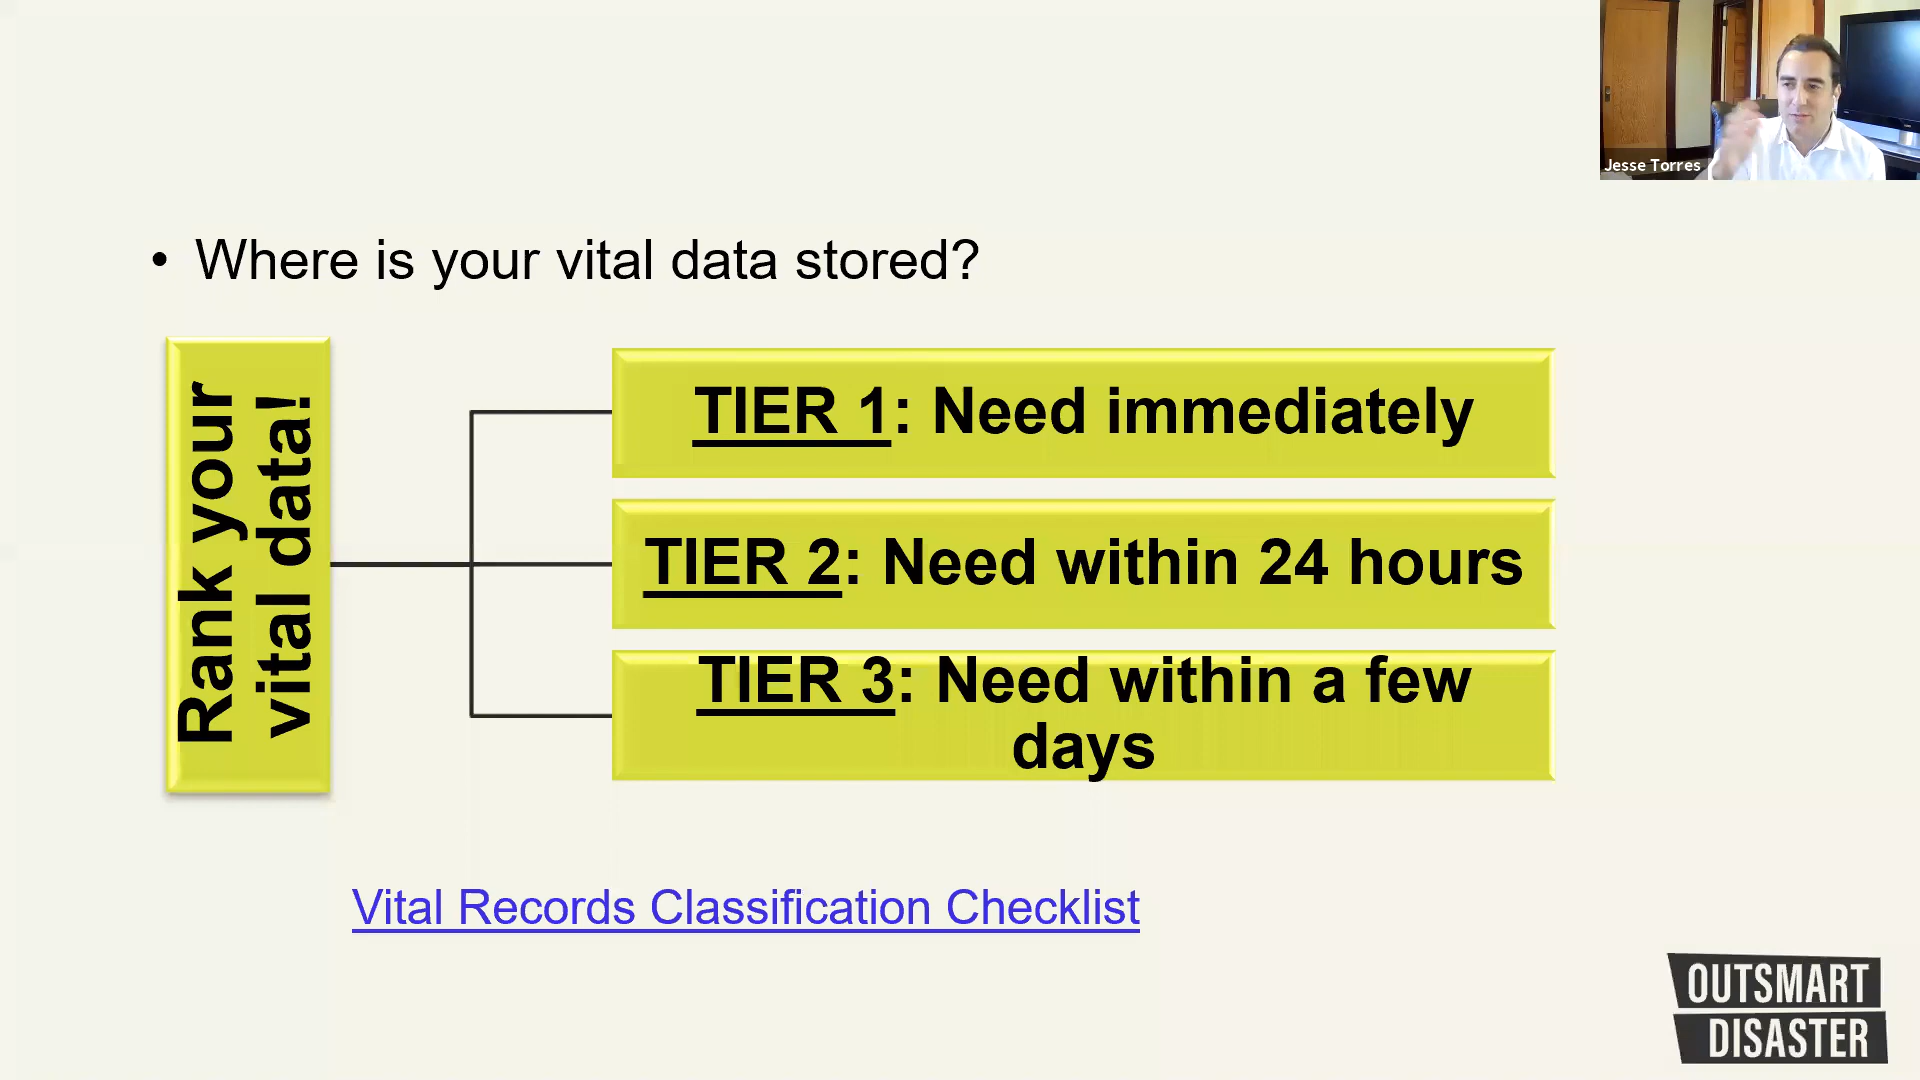 Jesse Torres
• Where is your vital data stored?
Rank your
vital data!
TIER 1: Need immediately
TIER 2: Need within 24 hours
TIER 3: Need within a few
days
Vital Records Classification Checklist
OUTSMART
DISASTER